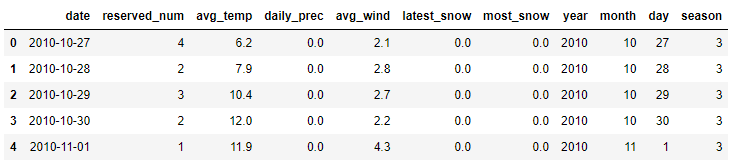 date reserved_num avg_temp daily_prec avg_wind latest_snow most_snow year month day season
0 2010-10-27 4 6.2 0.0 2.1 0.0 0.0 2010 10 27 3
1 2010-10-28 2 7.9 0.0 2.8 0.0 0.0 2010 10 28 3
2 2010-10-29 3 10.4 0.0 2.7 0.0 0.0 2010 10 29 3
3 2010-10-30 2 12.0 0.0 2.2 0.0 0.0 2010 10 30 3
4 2010-11-01 1 11.9 0.0 4.3 0.0 0.0 2010 11 1 3